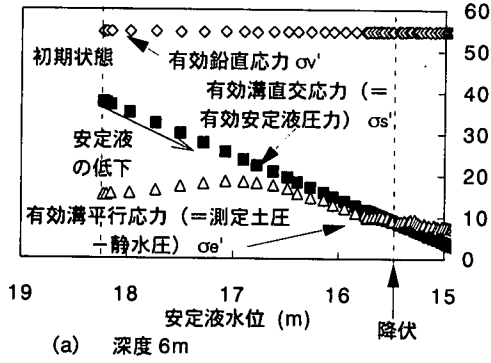 60
初期状態
有効鉛直応力 σv'
50
有効溝直交応力（＝
有効安定液圧力）σs'
40
安定液
の低下
30
20
有効溝平行応力（＝測定土圧
－静水圧）σe'
10
0
19 18 17 16 15
安定液水位（m）
降伏
(a) 深度 6m